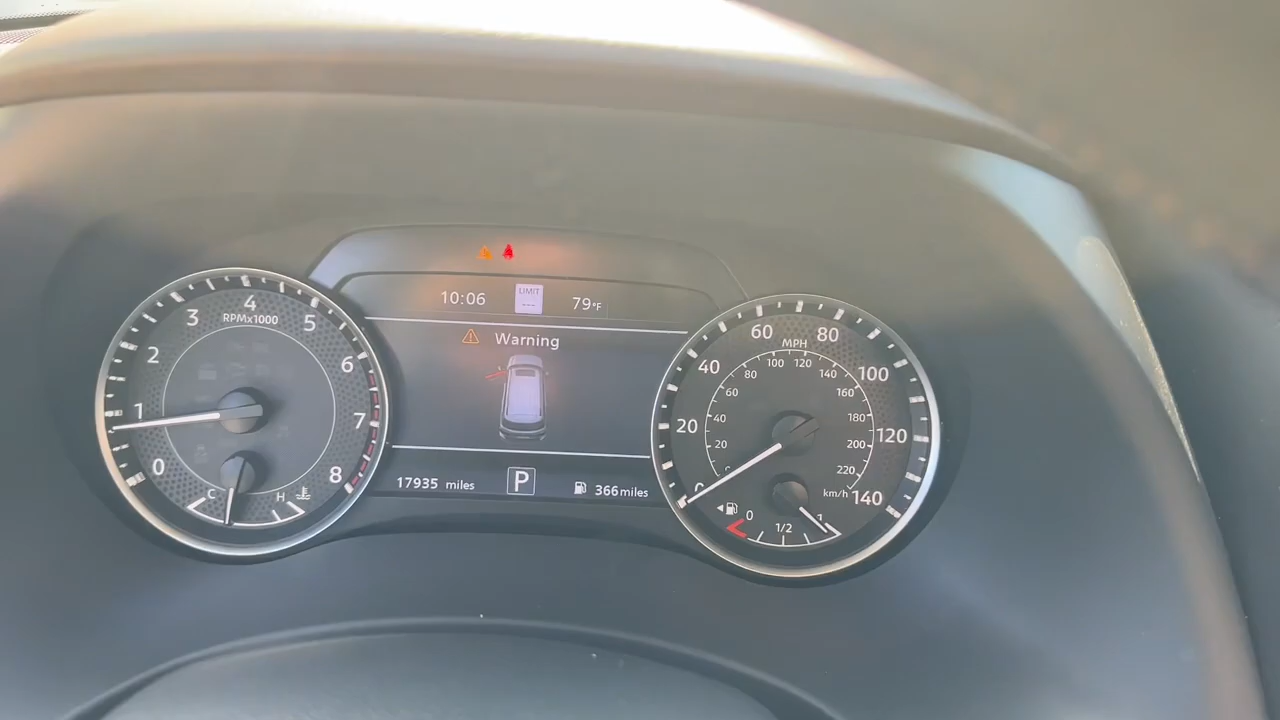 10:06 LIMIT --- 79°F
Warning
17935 miles P 366 miles
0 1 2 3 4 5 6 7 8
RPMx1000
C H
0 20 40 60 80 100 120 140
MPH
20 40 60 80 100 120 140 160 180 200 220
km/h
0 1/2 1